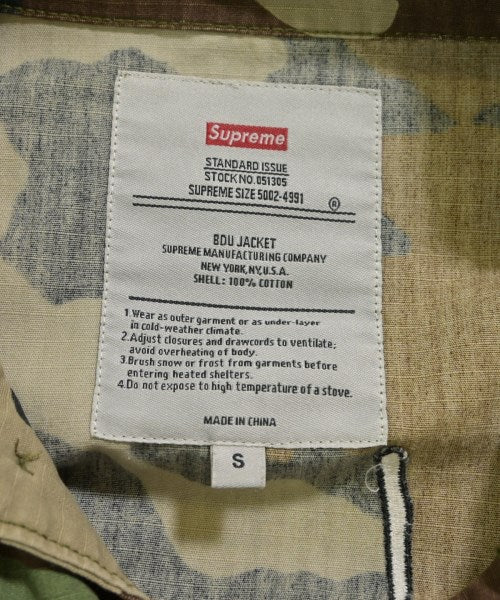 Supreme
STANDARD ISSUE
STOCK NO. 051305
SUPREME SIZE 5002-4991
®
BDU JACKET
SUPREME MANUFACTURING COMPANY
NEW YORK, NY, U.S.A.
SHELL: 100% COTTON
1. Wear as outer garment or as under-layer
in cold-weather climate.
2. Adjust closures and drawcords to ventilate;
avoid overheating of body.
3. Brush snow or frost from garments before
entering heated shelters.
4. Do not expose to high temperature of a stove.
MADE IN CHINA
S